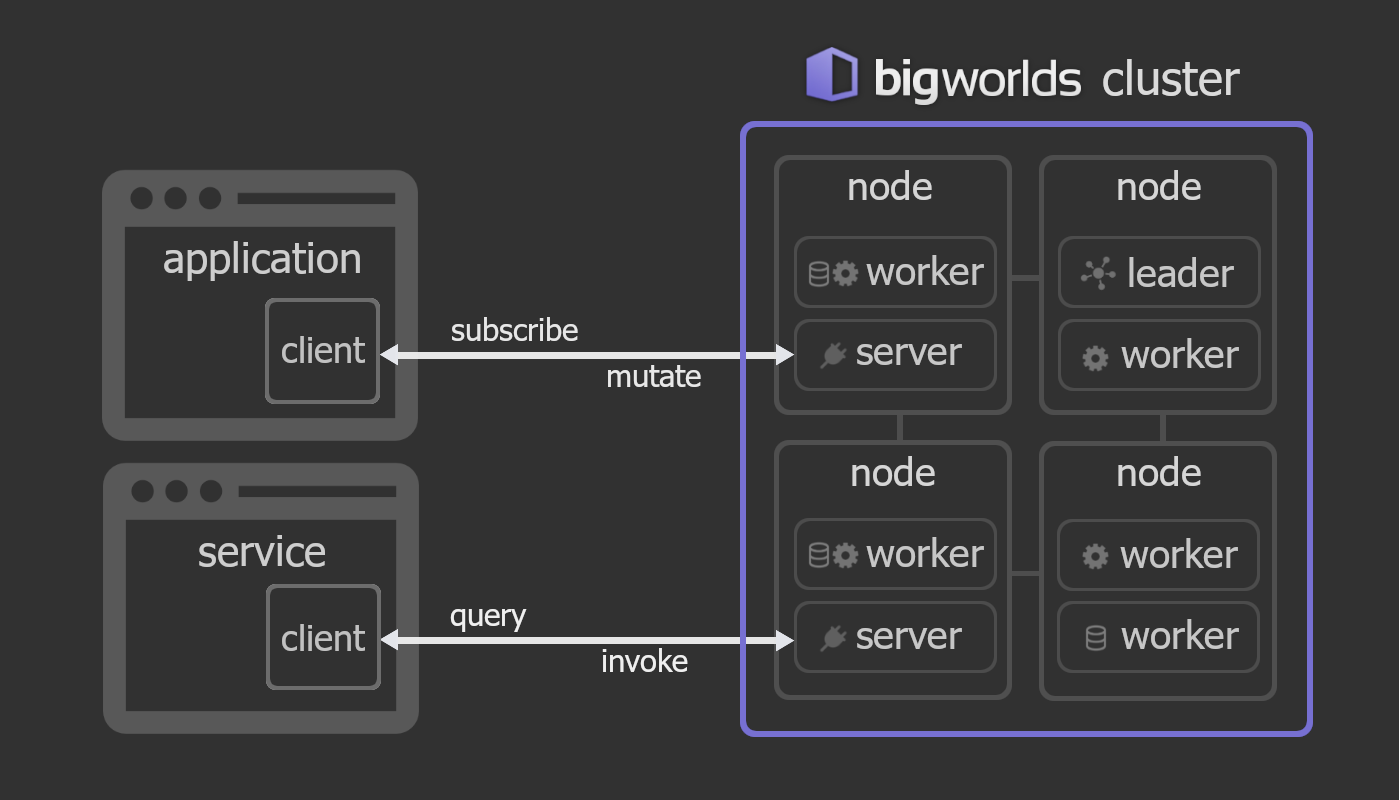 bigworlds cluster
application
client
subscribe
mutate
service
client
query
invoke
node
worker
server
node
leader
worker
node
worker
server
node
worker
worker